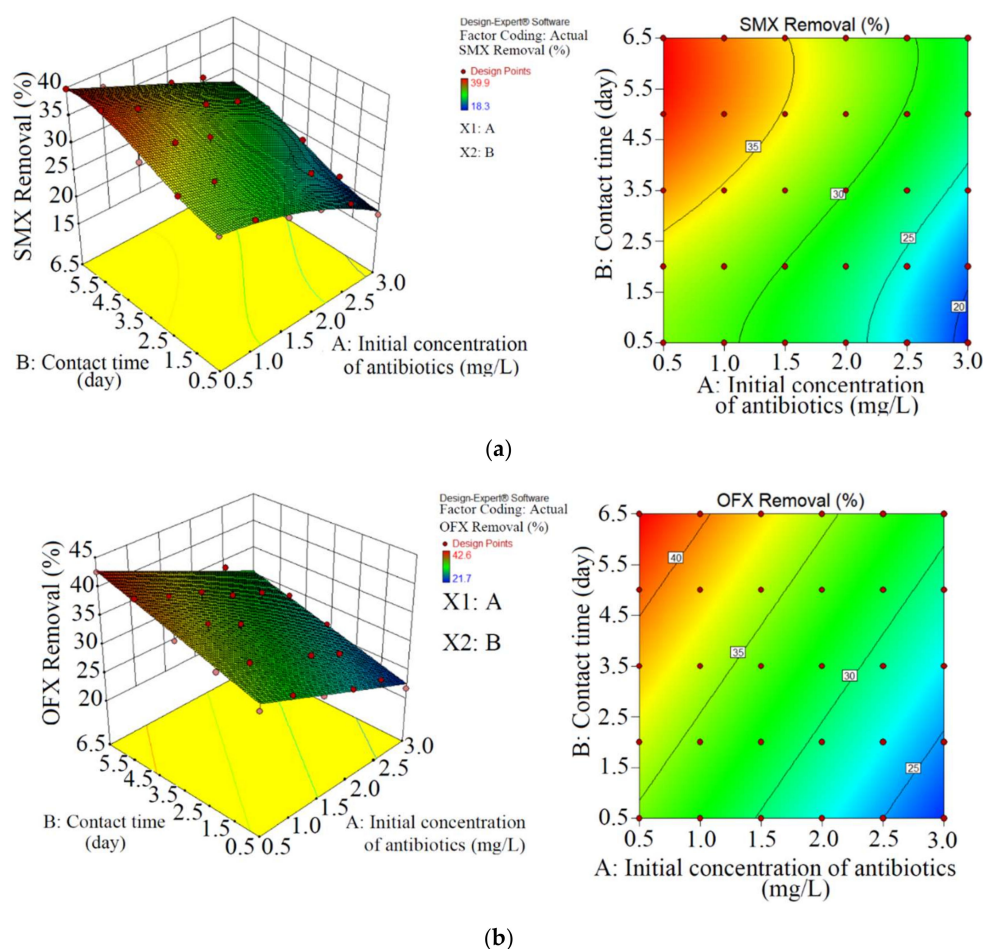 Design-Expert® Software
Factor Coding: Actual
SMX Removal (%)
Design Points
39.9
18.3
X1: A
X2: B
SMX Removal (%)
40
35
30
25
20
15
6.5
5.5
4.5
3.5
2.5
1.5
0.5
B: Contact time
(day)
0.5
1.0
1.5
2.0
2.5
3.0
A: Initial concentration
of antibiotics (mg/L)
SMX Removal (%)
B: Contact time (day)
6.5
5.5
4.5
3.5
2.5
1.5
0.5
35
30
25
20
0.5 1.0 1.5 2.0 2.5 3.0
A: Initial concentration
of antibiotics (mg/L)
(a)
Design-Expert® Software
Factor Coding: Actual
OFX Removal (%)
Design Points
42.6
21.7
X1: A
X2: B
OFX Removal (%)
45
40
35
30
25
20
6.5
5.5
4.5
3.5
2.5
1.5
0.5
B: Contact time
(day)
0.5
1.0
1.5
2.0
2.5
3.0
A: Initial concentration
of antibiotics (mg/L)
OFX Removal (%)
B: Contact time (day)
6.5
5.5
4.5
3.5
2.5
1.5
0.5
40
35
30
25
0.5 1.0 1.5 2.0 2.5 3.0
A: Initial concentration of antibiotics
(mg/L)
(b)